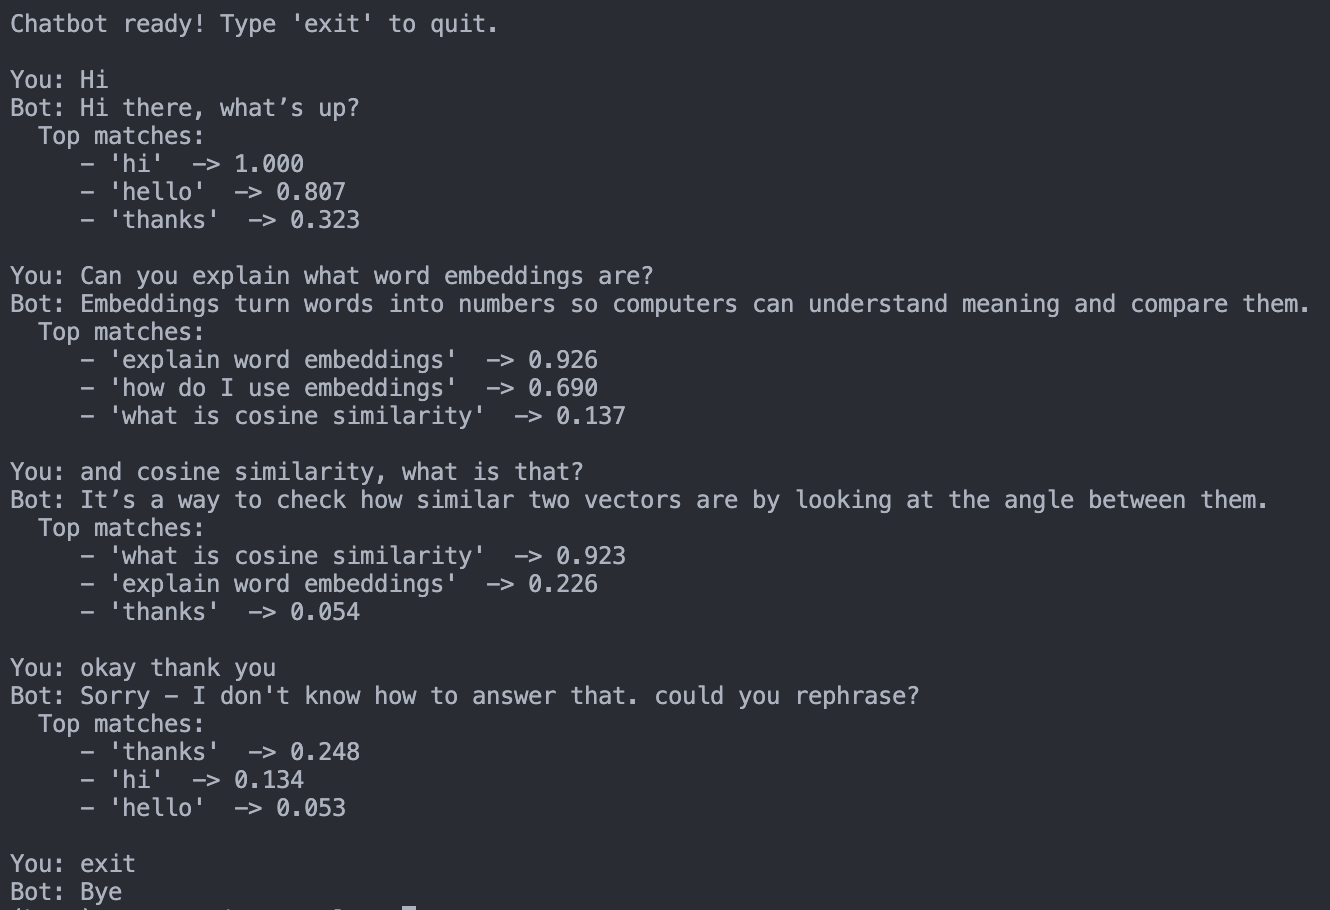 Chatbot ready! Type 'exit' to quit.
You: Hi
Bot: Hi there, what’s up?
Top matches:
– 'hi' –> 1.000
– 'hello' –> 0.807
– 'thanks' –> 0.323
You: Can you explain what word embeddings are?
Bot: Embeddings turn words into numbers so computers can understand meaning and compare them.
Top matches:
– 'explain word embeddings' –> 0.926
– 'how do I use embeddings' –> 0.690
– 'what is cosine similarity' –> 0.137
You: and cosine similarity, what is that?
Bot: It’s a way to check how similar two vectors are by looking at the angle between them.
Top matches:
– 'what is cosine similarity' –> 0.923
– 'explain word embeddings' –> 0.226
– 'thanks' –> 0.054
You: okay thank you
Bot: Sorry – I don't know how to answer that. could you rephrase?
Top matches:
– 'thanks' –> 0.248
– 'hi' –> 0.134
– 'hello' –> 0.053
You: exit
Bot: Bye